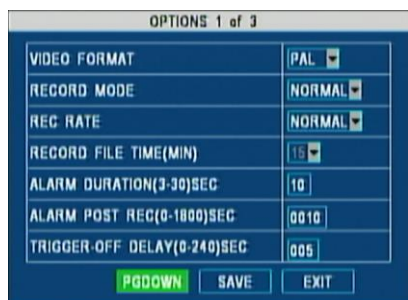 OPTIONS 1 of 3
VIDEO FORMAT PAL
RECORD MODE NORMAL
REC RATE NORMAL
RECORD FILE TIME(MIN) 15
ALARM DURATION(3-30)SEC 10
ALARM POST REC(0-1800)SEC 0010
TRIGGER-OFF DELAY(0-240)SEC 005
PGDOWN SAVE EXIT